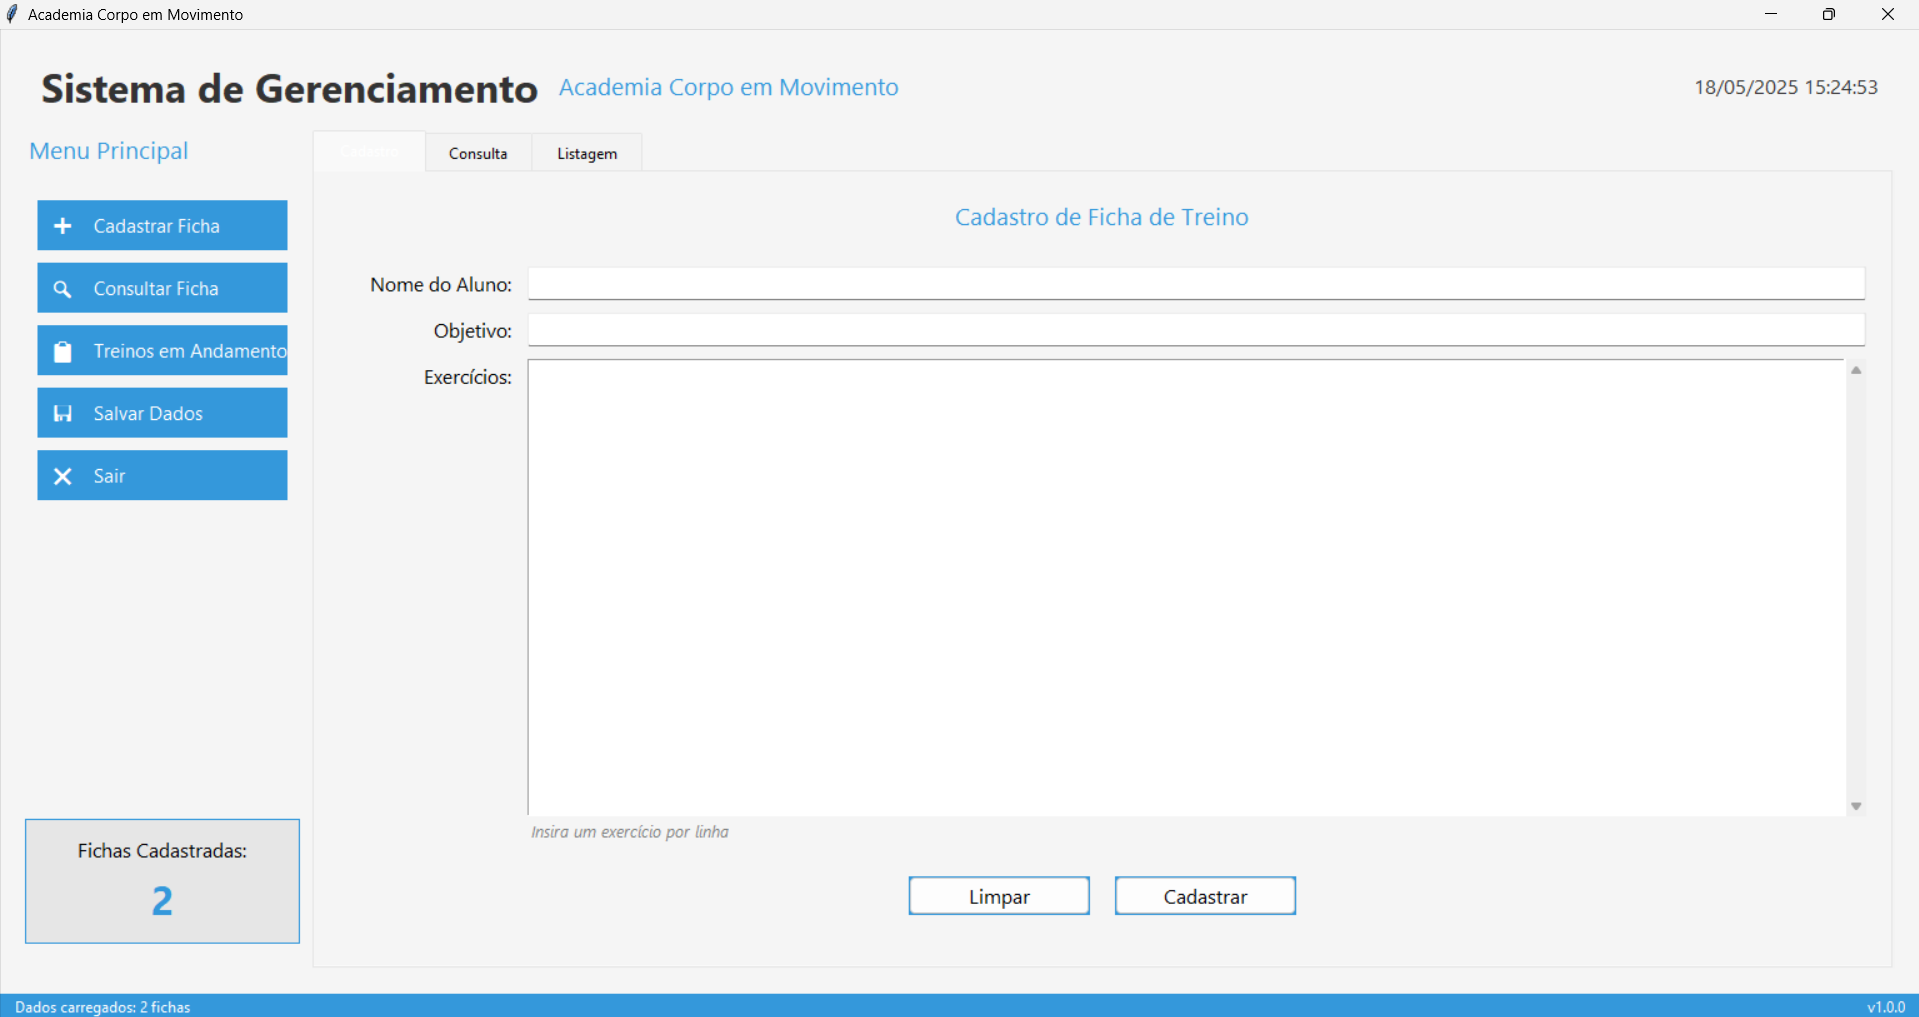 Academia Corpo em Movimento
Sistema de Gerenciamento Academia Corpo em Movimento 18/05/2025 15:24:53
Menu Principal
Cadastrar Ficha
Consultar Ficha
Treinos em Andamento
Salvar Dados
Sair
Fichas Cadastradas:
2
Cadastro Consulta Listagem
Cadastro de Ficha de Treino
Nome do Aluno:
Objetivo:
Exercícios:
Insira um exercício por linha
Limpar Cadastrar
Dados carregados: 2 fichas v1.0.0